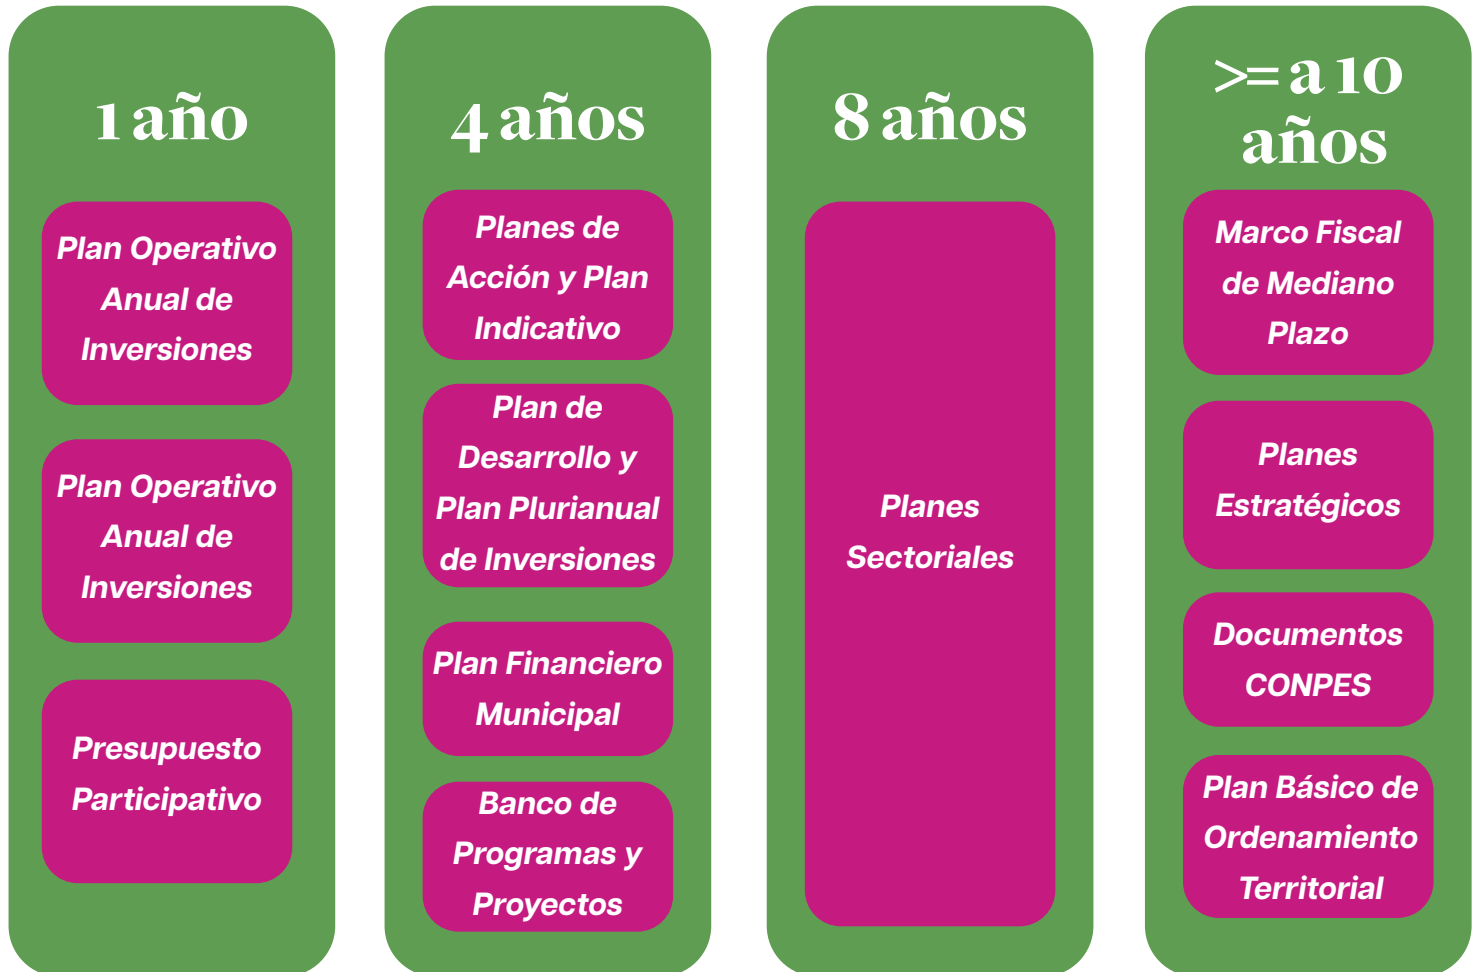 1 año
Plan Operativo
Anual de
Inversiones
Plan Operativo
Anual de
Inversiones
Presupuesto
Participativo
4 años
Planes de
Acción y Plan
Indicativo
Plan de
Desarrollo y
Plan Plurianual
de Inversiones
Plan Financiero
Municipal
Banco de
Programas y
Proyectos
8 años
Planes
Sectoriales
>= a 10
años
Marco Fiscal
de Mediano
Plazo
Planes
Estratégicos
Documentos
CONPES
Plan Básico de
Ordenamiento
Territorial